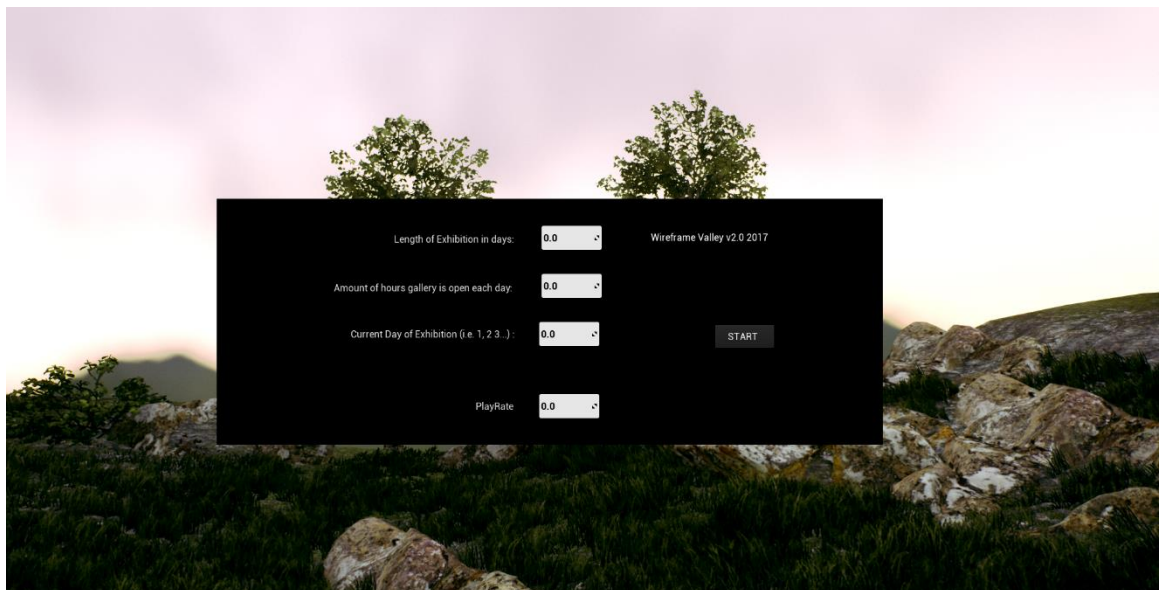 Length of Exhibition in days: 0.0 Wireframe Valley v2.0 2017
Amount of hours gallery is open each day: 0.0
Current Day of Exhibition (i.e. 1, 2 3...) : 0.0 START
PlayRate 0.0